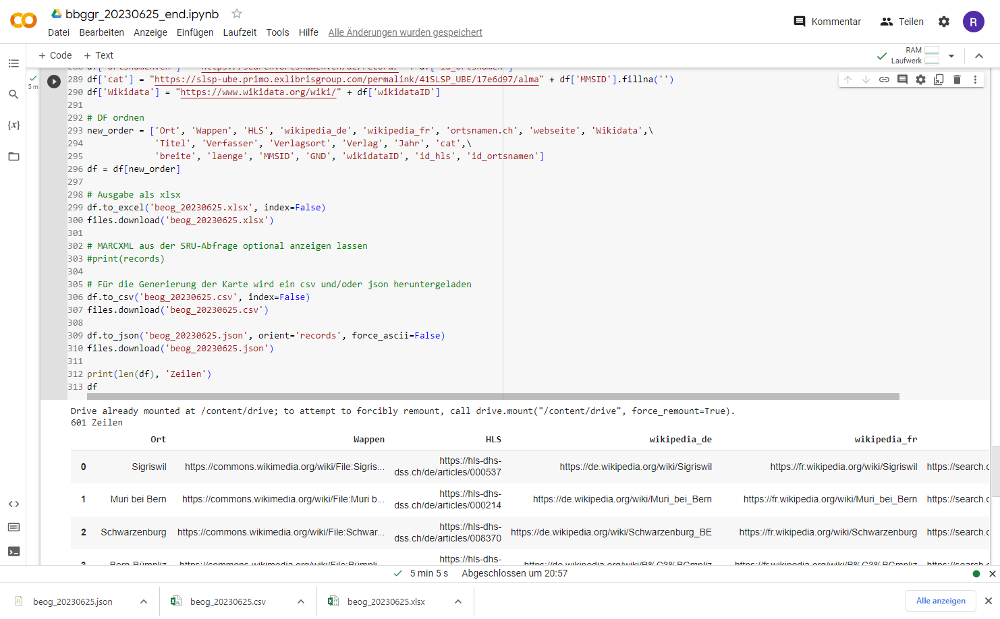 bbggr_20230625_end.ipynb
Kommentar
Teilen
R
Datei Bearbeiten Anzeige Einfügen Laufzeit Tools Hilfe Alle Änderungen wurden gespeichert
+ Code + Text
RAM
Laufwerk
5 m
289 df['cat'] = "https://slsp-ube.primo.exlibrisgroup.com/permalink/41SLSP_UBE/17e6d97/alma" + df['MMSID'].fillna('')
290 df['Wikidata'] = "https://www.wikidata.org/wiki/" + df['wikidataID']
291
292 # DF ordnen
293 new_order = ['Ort', 'Wappen', 'HLS', 'wikipedia_de', 'wikipedia_fr', 'ortsnamen.ch', 'webseite', 'Wikidata',\
294 'Titel', 'Verfasser', 'Verlagsort', 'Verlag', 'Jahr', 'cat',\
295 'breite', 'laenge', 'MMSID', 'GND', 'wikidataID', 'id_hls', 'id_ortsnamen']
296 df = df[new_order]
297
298 # Ausgabe als xlsx
299 df.to_excel('beog_20230625.xlsx', index=False)
300 files.download('beog_20230625.xlsx')
301
302 # MARCXML aus der SRU-Abfrage optional anzeigen lassen
303 #print(records)
304
305 # Für die Generierung der Karte wird ein csv und/oder json heruntergeladen
306 df.to_csv('beog_20230625.csv', index=False)
307 files.download('beog_20230625.csv')
308
309 df.to_json('beog_20230625.json', orient='records', force_ascii=False)
310 files.download('beog_20230625.json')
311
312 print(len(df), 'Zeilen')
313 df
Drive already mounted at /content/drive; to attempt to forcibly remount, call drive.mount("/content/drive", force_remount=True).
601 Zeilen
Ort Wappen HLS wikipedia_de wikipedia_fr
0 Sigriswil https://commons.wikimedia.org/wiki/File:Sigris... https://hls-dhs-dss.ch/de/articles/000537 https://de.wikipedia.org/wiki/Sigriswil https://fr.wikipedia.org/wiki/Sigriswil https://search.c
1 Muri bei Bern https://commons.wikimedia.org/wiki/File:Muri b... https://hls-dhs-dss.ch/de/articles/000214 https://de.wikipedia.org/wiki/Muri_bei_Bern https://fr.wikipedia.org/wiki/Muri_bei_Bern https://search.c
2 Schwarzenburg https://commons.wikimedia.org/wiki/File:Schwar... https://hls-dhs-dss.ch/de/articles/008370 https://de.wikipedia.org/wiki/Schwarzenburg_BE https://fr.wikipedia.org/wiki/Schwarzenburg https://search.c
https://hls-dhs-
5 min 5 s Abgeschlossen um 20:57
beog_20230625.json
beog_20230625.csv
beog_20230625.xlsx
Alle anzeigen